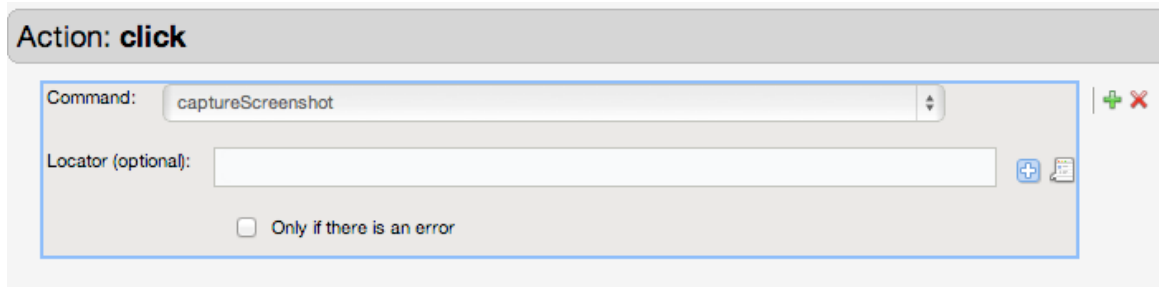 Action: click
Command: captureScreenshot
Locator (optional):
Only if there is an error